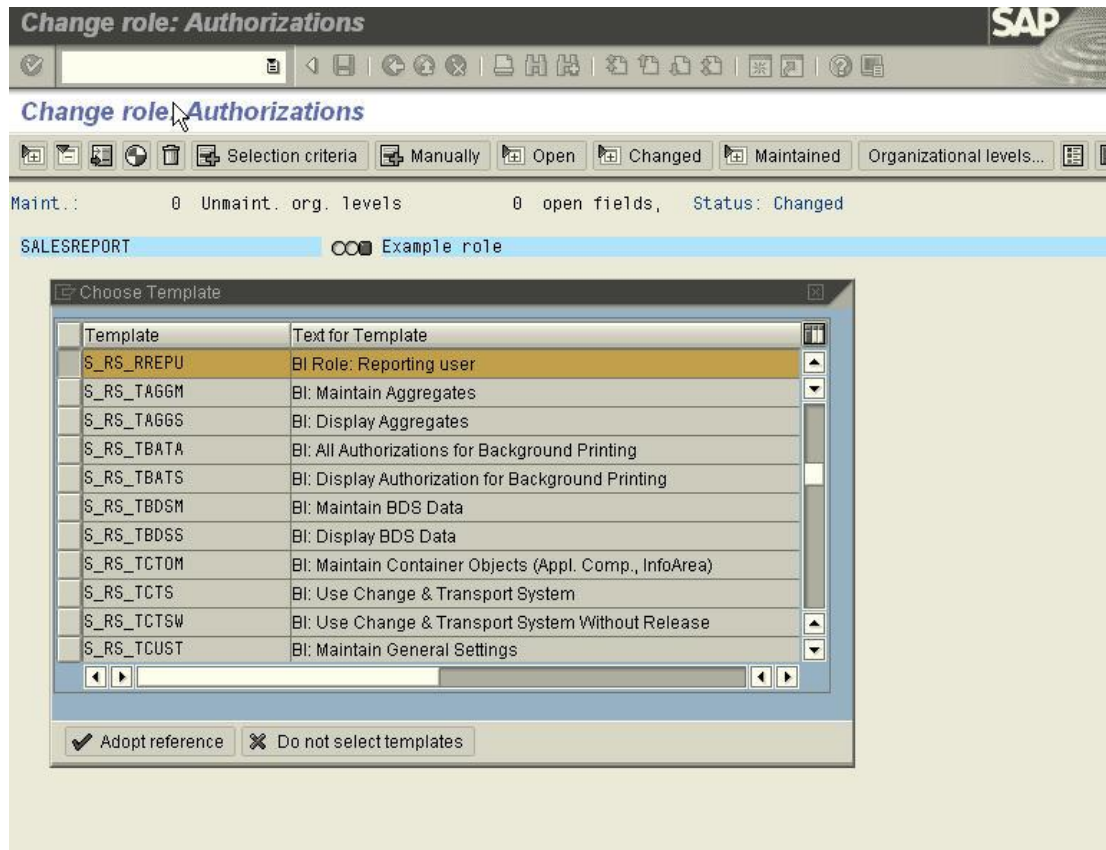 Change role: Authorizations
SAP
Change role: Authorizations
Selection criteria Manually Open Changed Maintained Organizational levels...
Maint.: 0 Unmaint. org. levels 0 open fields, Status: Changed
SALESREPORT Example role
Choose Template
Template Text for Template
S_RS_RREPU BI Role: Reporting user
S_RS_TAGGM BI: Maintain Aggregates
S_RS_TAGGS BI: Display Aggregates
S_RS_TBATA BI: All Authorizations for Background Printing
S_RS_TBATS BI: Display Authorization for Background Printing
S_RS_TBDSM BI: Maintain BDS Data
S_RS_TBDSS BI: Display BDS Data
S_RS_TCTOM BI: Maintain Container Objects (Appl. Comp., InfoArea)
S_RS_TCTS BI: Use Change & Transport System
S_RS_TCTSW BI: Use Change & Transport System Without Release
S_RS_TCUST BI: Maintain General Settings
Adopt reference Do not select templates